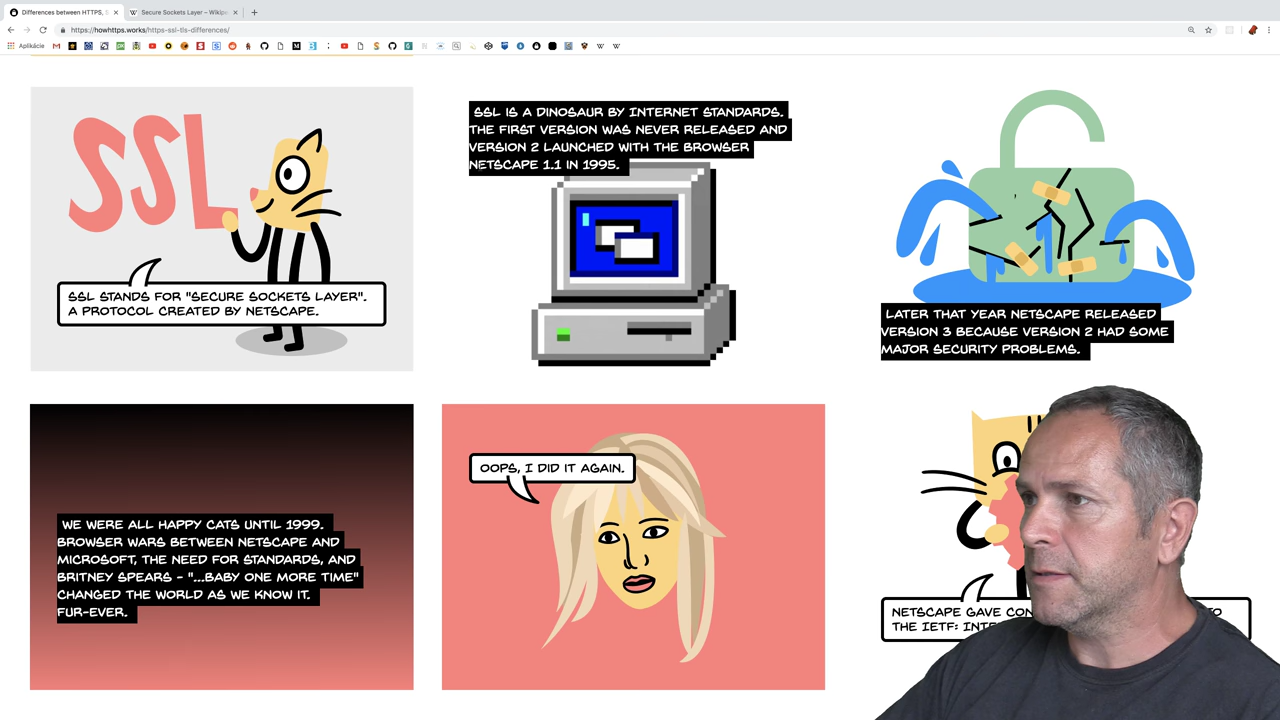 Differences between HTTPS, S
Secure Sockets Layer – Wikipe
https://howhttps.works/https-ssl-tls-differences/
Aplikácie
SSL
SSL STANDS FOR "SECURE SOCKETS LAYER".
A PROTOCOL CREATED BY NETSCAPE.
SSL IS A DINOSAUR BY INTERNET STANDARDS.
THE FIRST VERSION WAS NEVER RELEASED AND
VERSION 2 LAUNCHED WITH THE BROWSER
NETSCAPE 1.1 IN 1995.
LATER THAT YEAR NETSCAPE RELEASED
VERSION 3 BECAUSE VERSION 2 HAD SOME
MAJOR SECURITY PROBLEMS.
WE WERE ALL HAPPY CATS UNTIL 1999.
BROWSER WARS BETWEEN NETSCAPE AND
MICROSOFT, THE NEED FOR STANDARDS, AND
BRITNEY SPEARS - "...BABY ONE MORE TIME"
CHANGED THE WORLD AS WE KNOW IT.
FUR-EVER.
OOPS, I DID IT AGAIN.
NETSCAPE GAVE CON
THE IETF: INTE